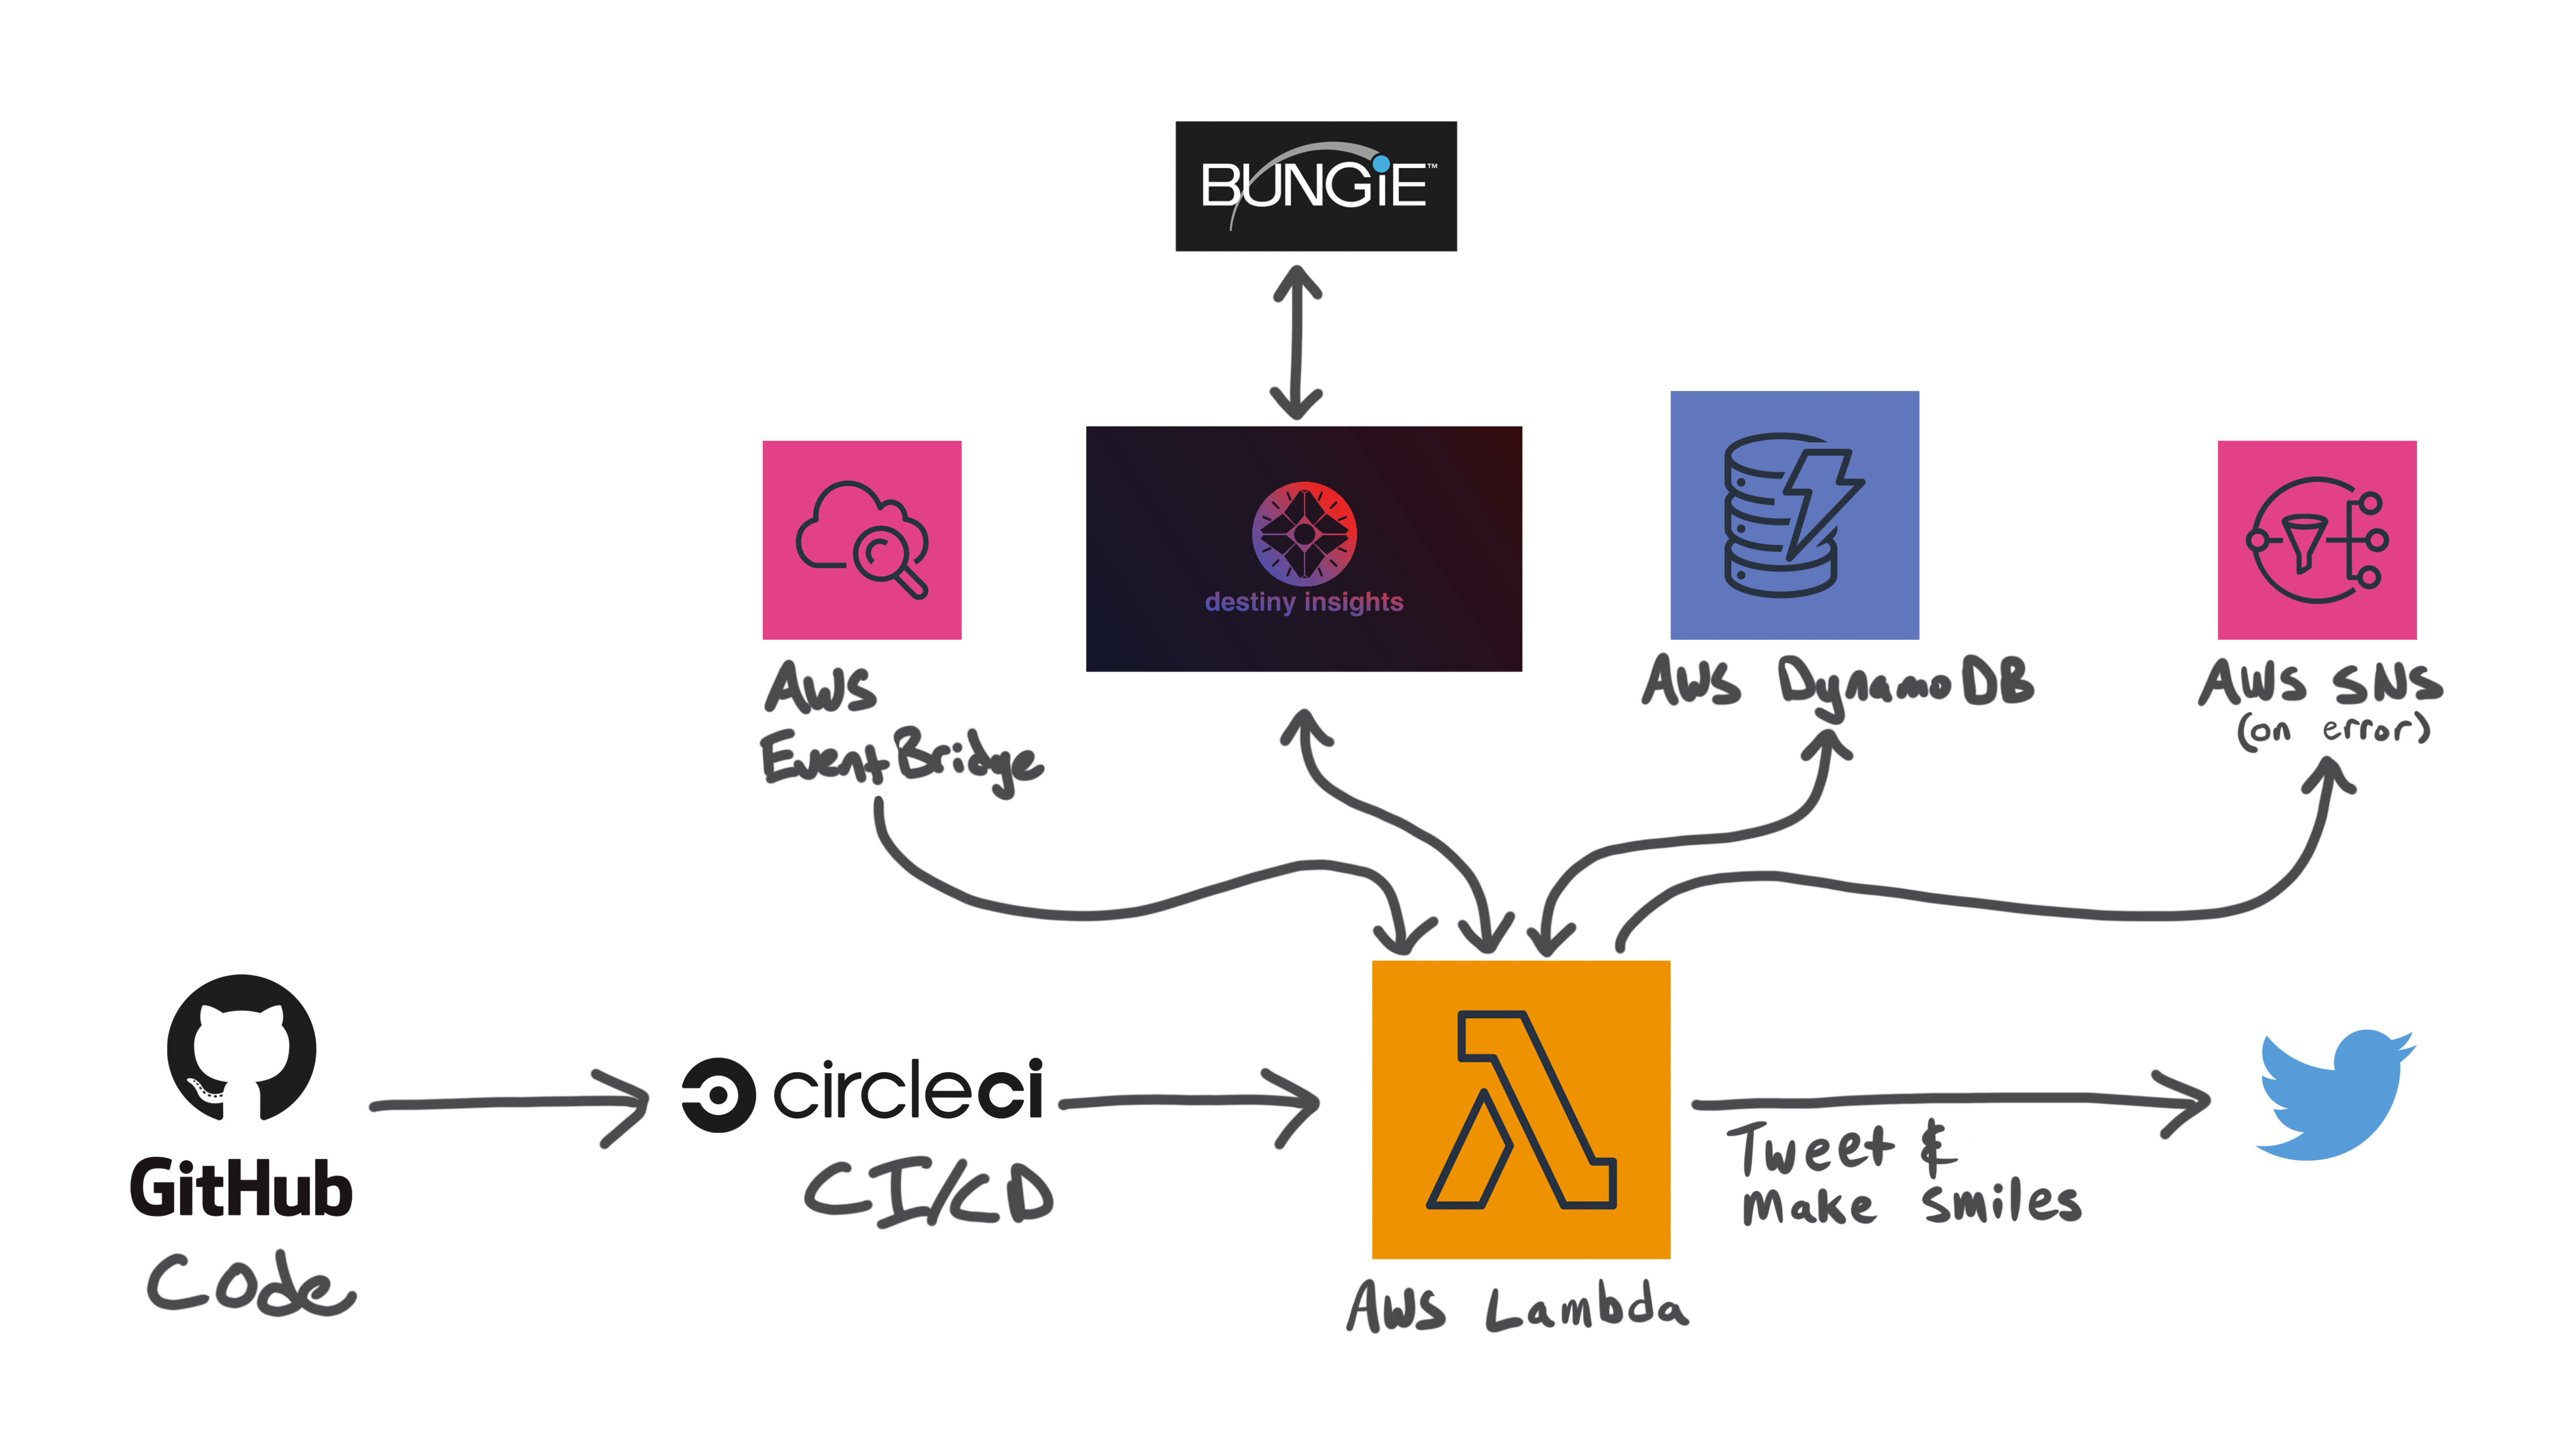 BUNGiE™
destiny insights
AWS
EventBridge
AWS DynamoDB
AWS SNS
(on error)
GitHub
Code
circleci
CI/CD
AWS Lambda
Tweet &
Make Smiles